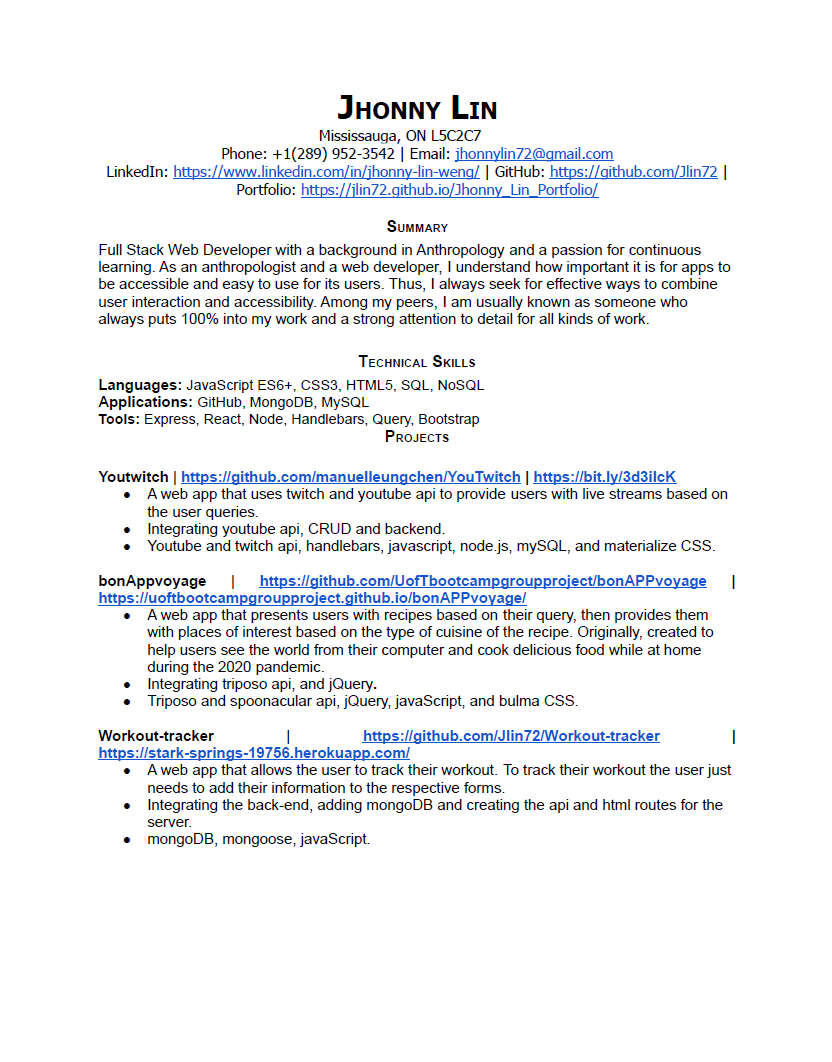 JHONNY LIN
Mississauga, ON L5C2C7
Phone: +1(289) 952-3542 | Email: jhonnylin72@gmail.com
LinkedIn: https://www.linkedin.com/in/jhonny-lin-weng/ | GitHub: https://github.com/Jlin72 |
Portfolio: https://jlin72.github.io/Jhonny_Lin_Portfolio/
SUMMARY
Full Stack Web Developer with a background in Anthropology and a passion for continuous
learning. As an anthropologist and a web developer, I understand how important it is for apps to
be accessible and easy to use for its users. Thus, I always seek for effective ways to combine
user interaction and accessibility. Among my peers, I am usually known as someone who
always puts 100% into my work and a strong attention to detail for all kinds of work.
TECHNICAL SKILLS
Languages: JavaScript ES6+, CSS3, HTML5, SQL, NoSQL
Applications: GitHub, MongoDB, MySQL
Tools: Express, React, Node, Handlebars, Query, Bootstrap
PROJECTS
Youtwitch | https://github.com/manuelleungchen/YouTwitch | https://bit.ly/3d3iIcK
● A web app that uses twitch and youtube api to provide users with live streams based on
the user queries.
● Integrating youtube api, CRUD and backend.
● Youtube and twitch api, handlebars, javascript, node.js, mySQL, and materialize CSS.
bonAppvoyage | https://github.com/UofTbootcampgroupproject/bonAPPvoyage |
https://uoftbootcampgroupproject.github.io/bonAPPvoyage/
● A web app that presents users with recipes based on their query, then provides them
with places of interest based on the type of cuisine of the recipe. Originally, created to
help users see the world from their computer and cook delicious food while at home
during the 2020 pandemic.
● Integrating triposo api, and jQuery.
● Triposo and spoonacular api, jQuery, javaScript, and bulma CSS.
Workout-tracker | https://github.com/Jlin72/Workout-tracker |
https://stark-springs-19756.herokuapp.com/
● A web app that allows the user to track their workout. To track their workout the user just
needs to add their information to the respective forms.
● Integrating the back-end, adding mongoDB and creating the api and html routes for the
server.
● mongoDB, mongoose, javaScript.